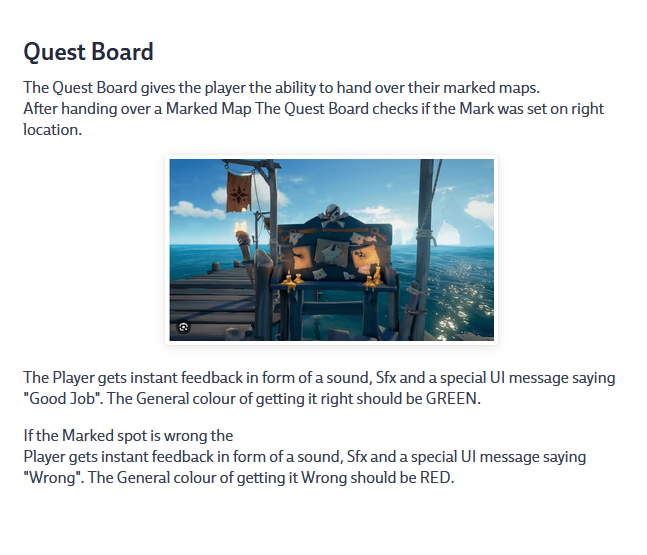 Quest Board
The Quest Board gives the player the ability to hand over their marked maps.
After handing over a Marked Map The Quest Board checks if the Mark was set on right
location.
The Player gets instant feedback in form of a sound, Sfx and a special UI message saying
"Good Job". The General colour of getting it right should be GREEN.
If the Marked spot is wrong the
Player gets instant feedback in form of a sound, Sfx and a special UI message saying
"Wrong". The General colour of getting it Wrong should be RED.